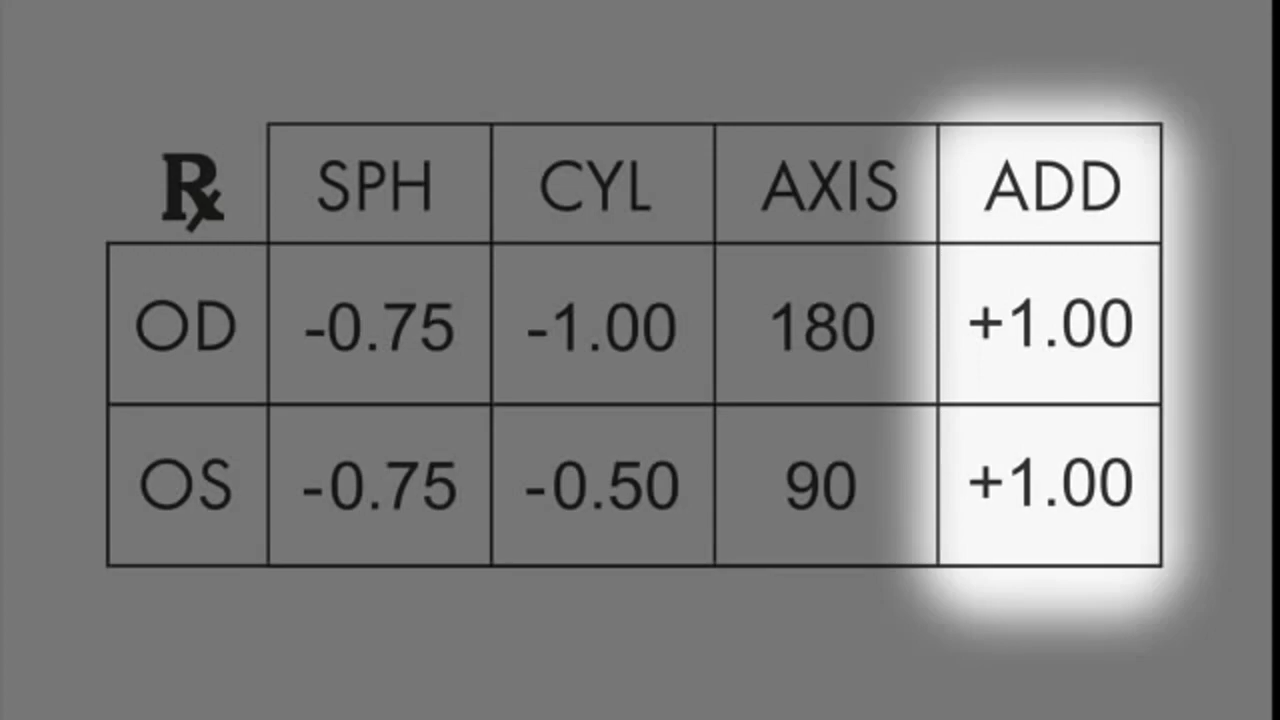 ℞ SPH CYL AXIS ADD
OD -0.75 -1.00 180 +1.00
OS -0.75 -0.50 90 +1.00